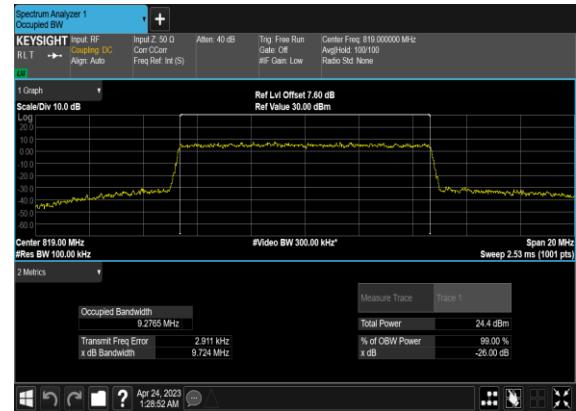 Spectrum Analyzer 1
Occupied BW
+
KEYSIGHT Input: RF Input Z: 50 Ω Atten: 40 dB Trig: Free Run Center Freq: 819.000000 MHz
RLT Coupling: DC Corr CCorr Gate: Off Avg|Hold: 100/100
Align: Auto Freq Ref: Int (S) #IF Gain: Low Radio Std: None
1 Graph
Ref Lvl Offset 7.60 dB
Scale/Div 10.0 dB Ref Value 30.00 dBm
Log
20.0
10.0
0.00
-10.0
-20.0
-30.0
-40.0
-50.0
-60.0
Center 819.00 MHz #Video BW 300.00 kHz* Span 20 MHz
#Res BW 100.00 kHz Sweep 2.53 ms (1001 pts)
2 Metrics
Measure Trace Trace 1
Occupied Bandwidth
9.2765 MHz Total Power 24.4 dBm
Transmit Freq Error 2.911 kHz % of OBW Power 99.00 %
x dB Bandwidth 9.724 MHz x dB -26.00 dB
? Apr 24, 2023
1:28:52 AM